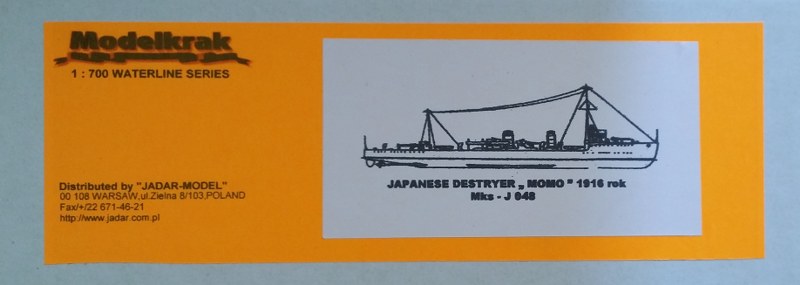 Modelkrak
1 : 700 WATERLINE SERIES
JAPANESE DESTRYER „ MOMO ” 1916 rok
Mks - J 048
Distributed by "JADAR-MODEL"
00 108 WARSAW,ul.Zielna 8/103,POLAND
Fax/+/22 671-46-21
http://www.jadar.com.pl